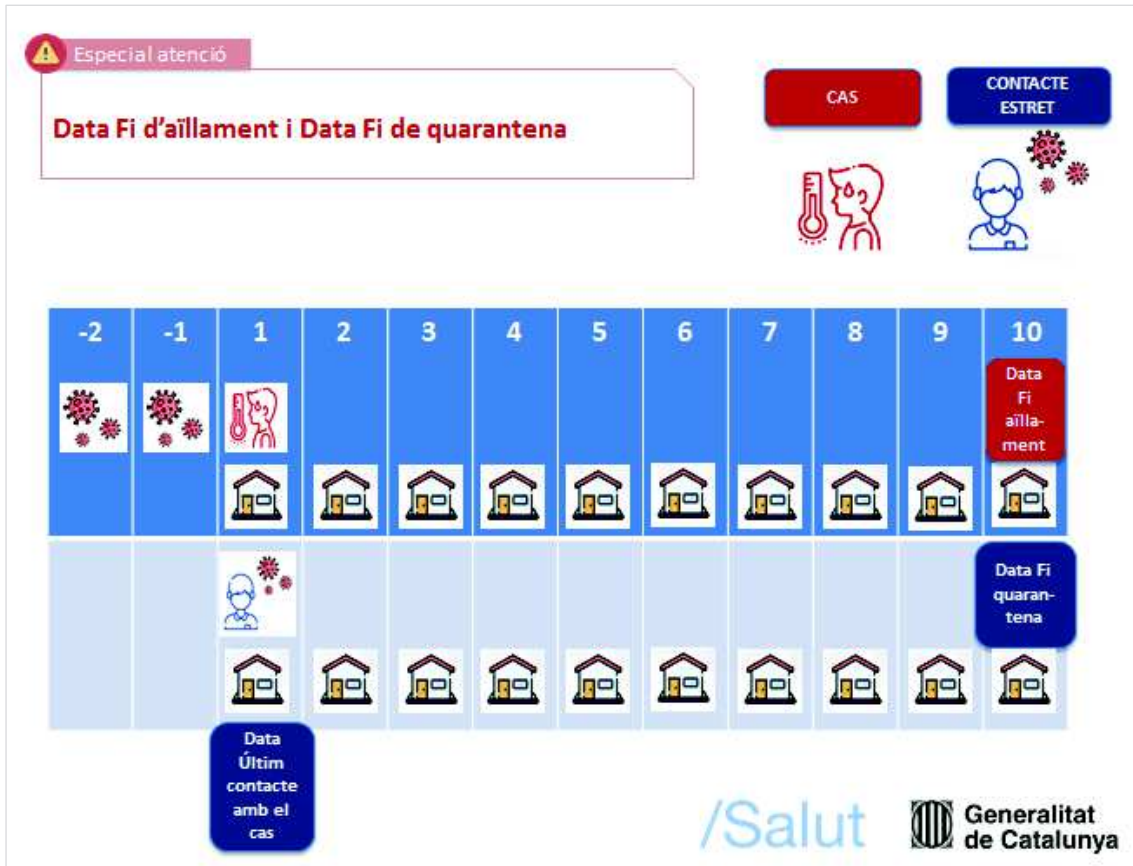 Especial atenció
Data Fi d'aïllament i Data Fi de quarantena
CAS
CONTACTE
ESTRET
-2 -1 1 2 3 4 5 6 7 8 9 10
Data
Fi
aïlla-
ment
Data Fi
quaran-
tena
Data
Últim
contacte
amb el
cas
/Salut
Generalitat
de Catalunya